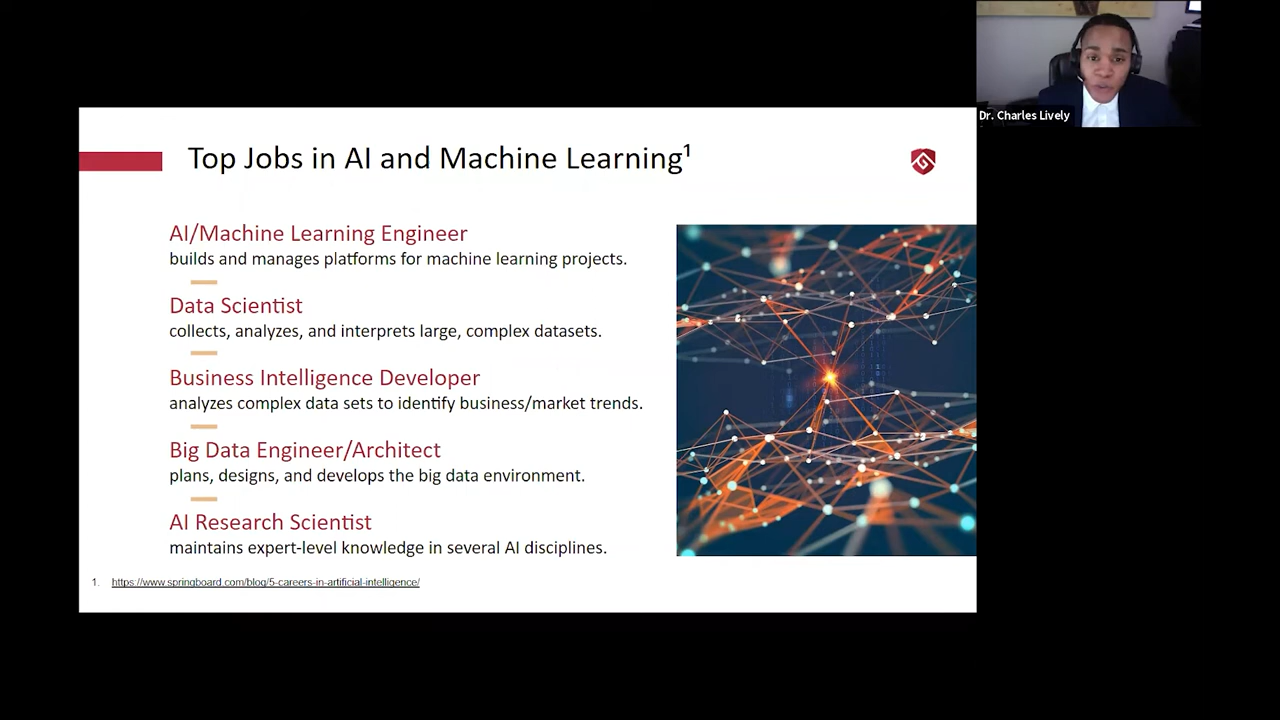 Dr. Charles Lively
Top Jobs in AI and Machine Learning¹
AI/Machine Learning Engineer
builds and manages platforms for machine learning projects.
Data Scientist
collects, analyzes, and interprets large, complex datasets.
Business Intelligence Developer
analyzes complex data sets to identify business/market trends.
Big Data Engineer/Architect
plans, designs, and develops the big data environment.
AI Research Scientist
maintains expert-level knowledge in several AI disciplines.
1. https://www.springboard.com/blog/5-careers-in-artificial-intelligence/